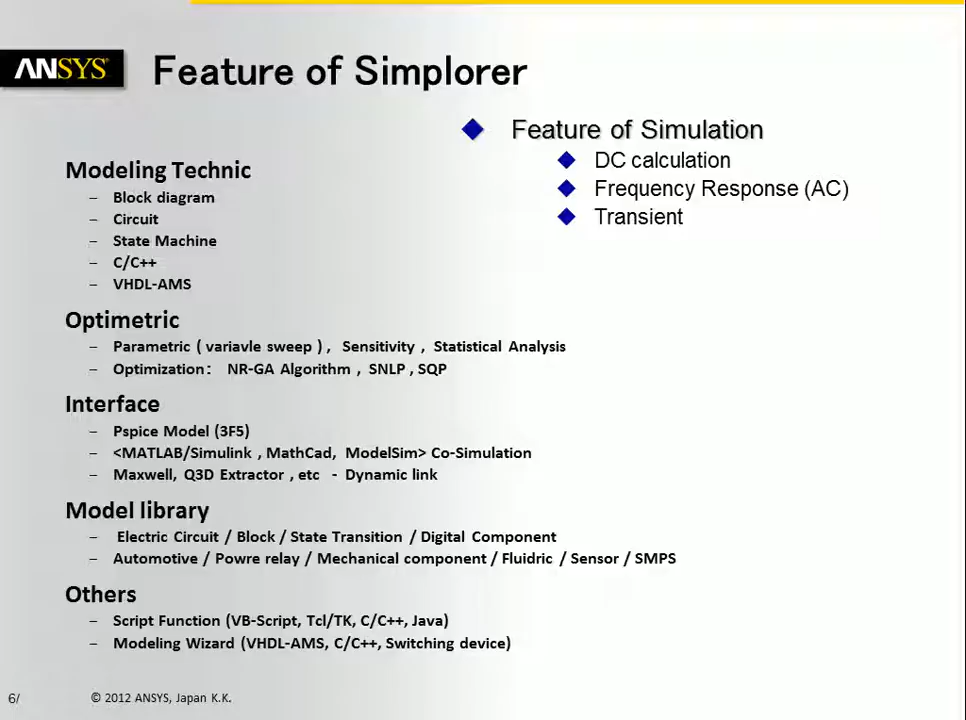 ANSYS
Feature of Simplorer
◆ Feature of Simulation
◆ DC calculation
◆ Frequency Response (AC)
◆ Transient
Modeling Technic
– Block diagram
– Circuit
– State Machine
– C/C++
– VHDL-AMS
Optimetric
– Parametric ( variavle sweep ) , Sensitivity , Statistical Analysis
– Optimization: NR-GA Algorithm , SNLP , SQP
Interface
– Pspice Model (3F5)
– <MATLAB/Simulink , MathCad, ModelSim> Co-Simulation
– Maxwell, Q3D Extractor , etc - Dynamic link
Model library
– Electric Circuit / Block / State Transition / Digital Component
– Automotive / Powre relay / Mechanical component / Fluidric / Sensor / SMPS
Others
– Script Function (VB-Script, Tcl/TK, C/C++, Java)
– Modeling Wizard (VHDL-AMS, C/C++, Switching device)
6/ © 2012 ANSYS, Japan K.K.